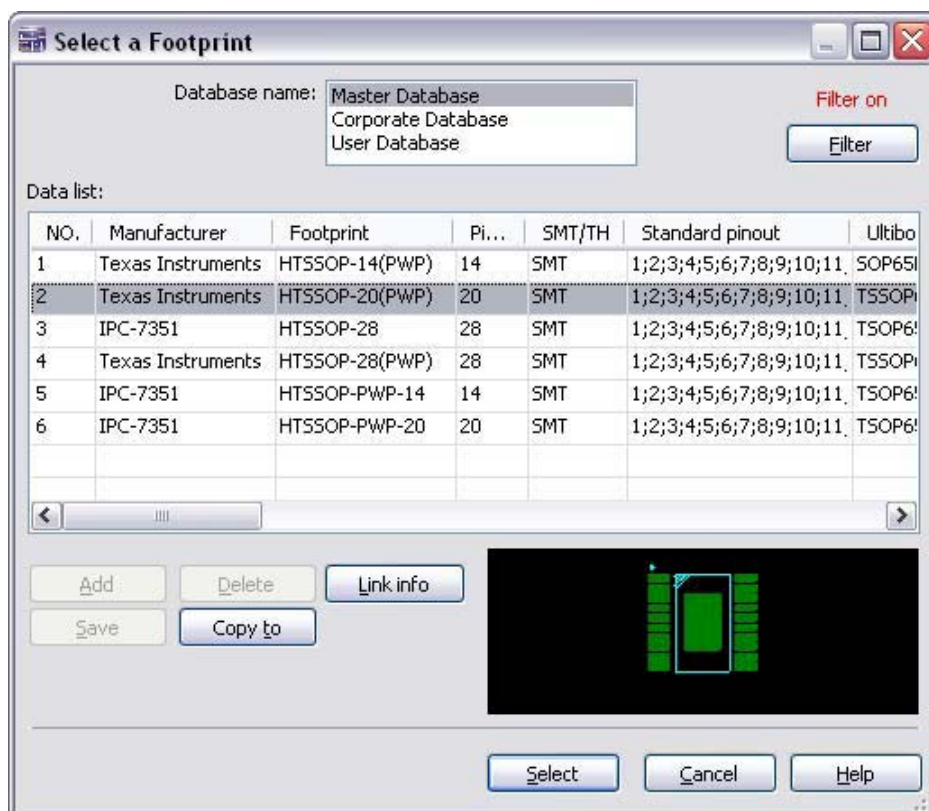 Select a Footprint
Database name:
Master Database
Corporate Database
User Database
Filter on
Filter
Data list:
NO. Manufacturer Footprint Pi... SMT/TH Standard pinout Ultibo
1 Texas Instruments HTSSOP-14(PWP) 14 SMT 1;2;3;4;5;6;7;8;9;10;11, SOP65
2 Texas Instruments HTSSOP-20(PWP) 20 SMT 1;2;3;4;5;6;7;8;9;10;11, TSSOP
3 IPC-7351 HTSSOP-28 28 SMT 1;2;3;4;5;6;7;8;9;10;11, TSOP6
4 Texas Instruments HTSSOP-28(PWP) 28 SMT 1;2;3;4;5;6;7;8;9;10;11, TSSOP
5 IPC-7351 HTSSOP-PWP-14 14 SMT 1;2;3;4;5;6;7;8;9;10;11, TSOP6
6 IPC-7351 HTSSOP-PWP-20 20 SMT 1;2;3;4;5;6;7;8;9;10;11, TSOP6
Add Delete Link info
Save Copy to
Select Cancel Help